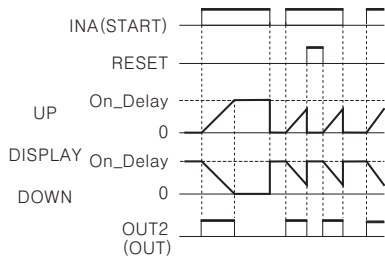 INA(START)
RESET
UP
On_Delay
0
DISPLAY
On_Delay
0
DOWN
OUT2
(OUT)